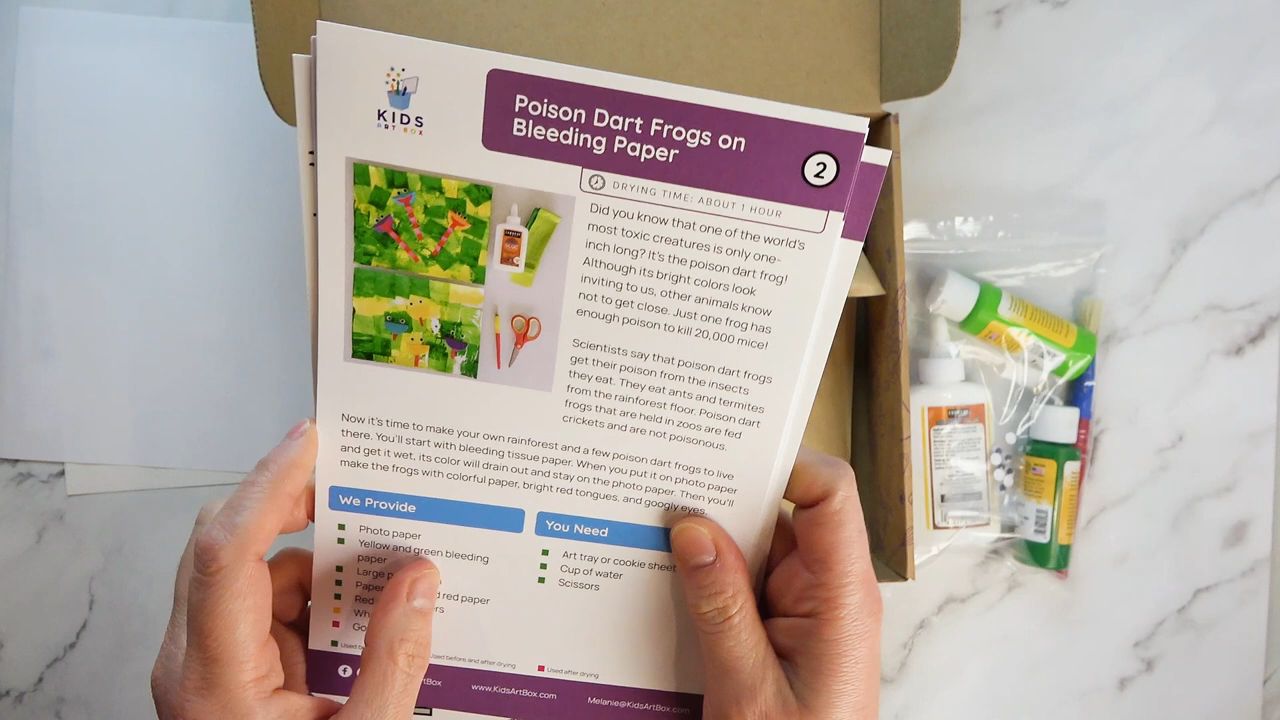 KIDS
ART BOX
Poison Dart Frogs on
Bleeding Paper
2
DRYING TIME: ABOUT 1 HOUR
Did you know that one of the world's
most toxic creatures is only one-
inch long? It's the poison dart frog!
Although its bright colors look
inviting to us, other animals know
not to get close. Just one frog has
enough poison to kill 20,000 mice!
Scientists say that poison dart frogs
get their poison from the insects
they eat. They eat ants and termites
from the rainforest floor. Poison dart
frogs that are held in zoos are fed
crickets and are not poisonous.
Now it's time to make your own rainforest and a few poison dart frogs to live
there. You'll start with bleeding tissue paper. When you put it on photo paper
and get it wet, its color will drain out and stay on the photo paper. Then you'll
make the frogs with colorful paper, bright red tongues, and googly eyes.
We Provide
Photo paper
Yellow and green bleeding
paper
Large
Paper red paper
Red
You Need
Art tray or cookie sheet
Cup of water
Scissors
Used before and after drying
Used after drying
www.KidsArtBox.com
Melanie@KidsArtBox.com